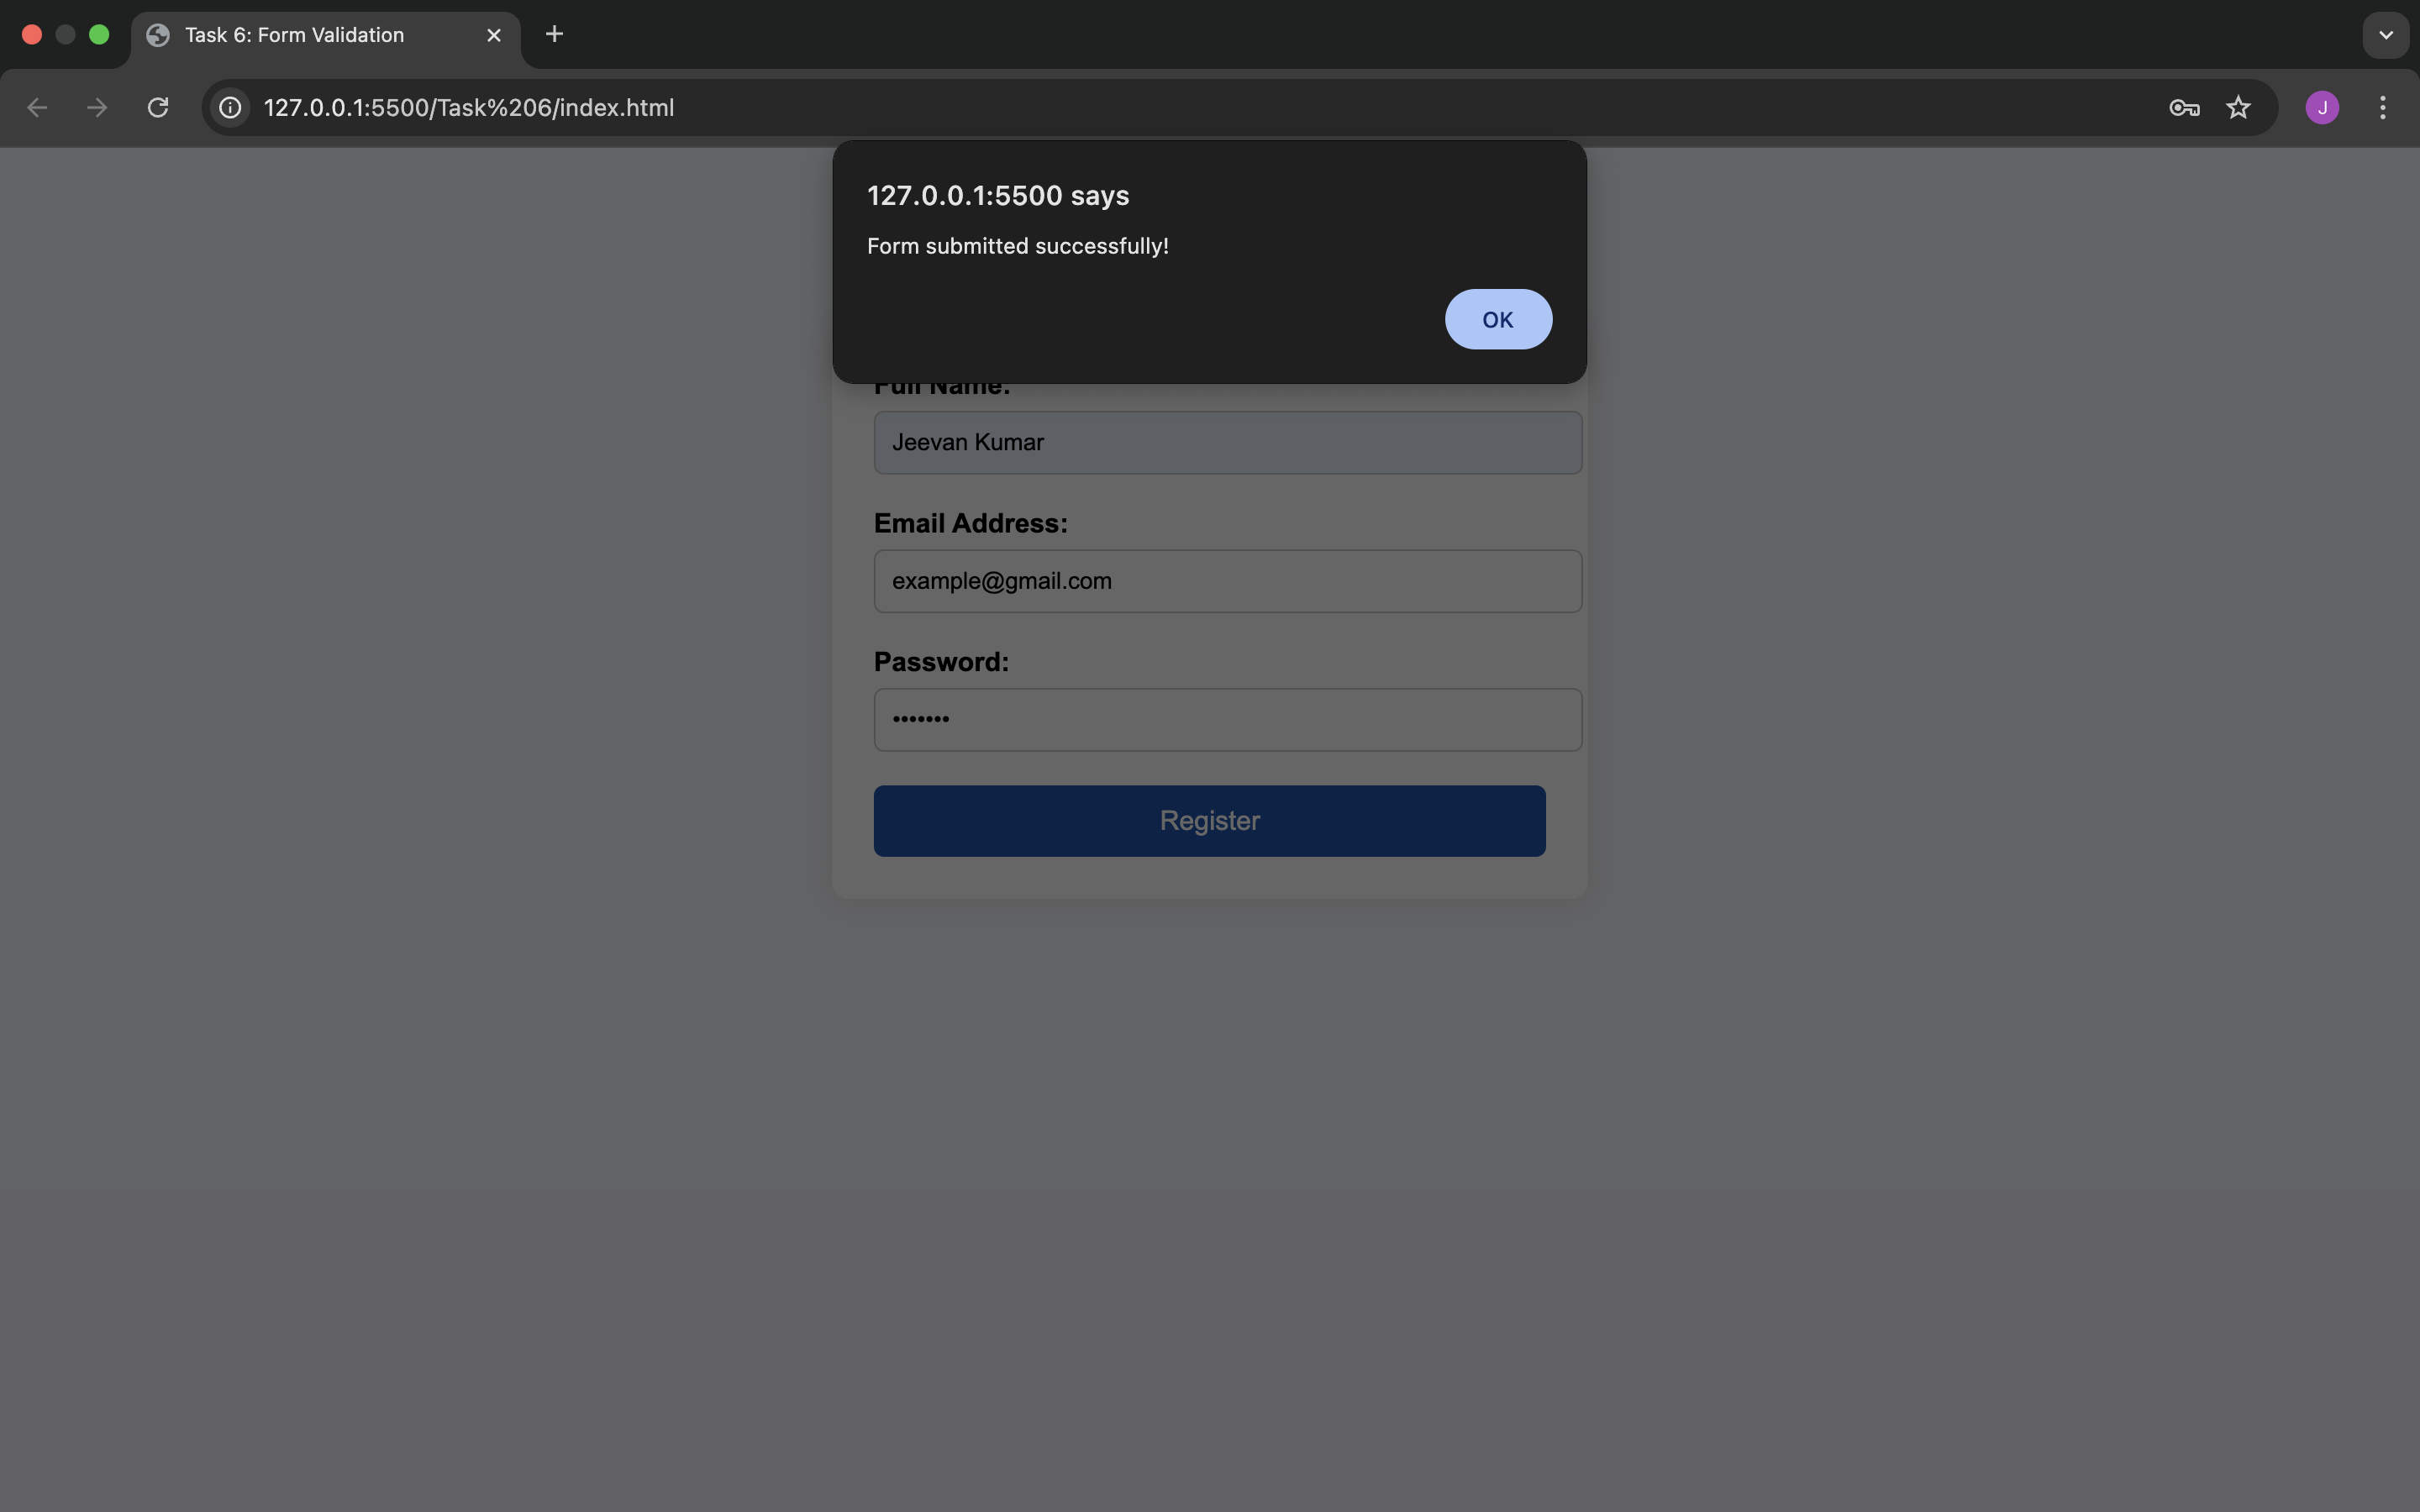 Task 6: Form Validation
127.0.0.1:5500/Task%206/index.html
J
127.0.0.1:5500 says
Form submitted successfully!
OK
Full Name:
Jeevan Kumar
Email Address:
example@gmail.com
Password:
•••••••
Register